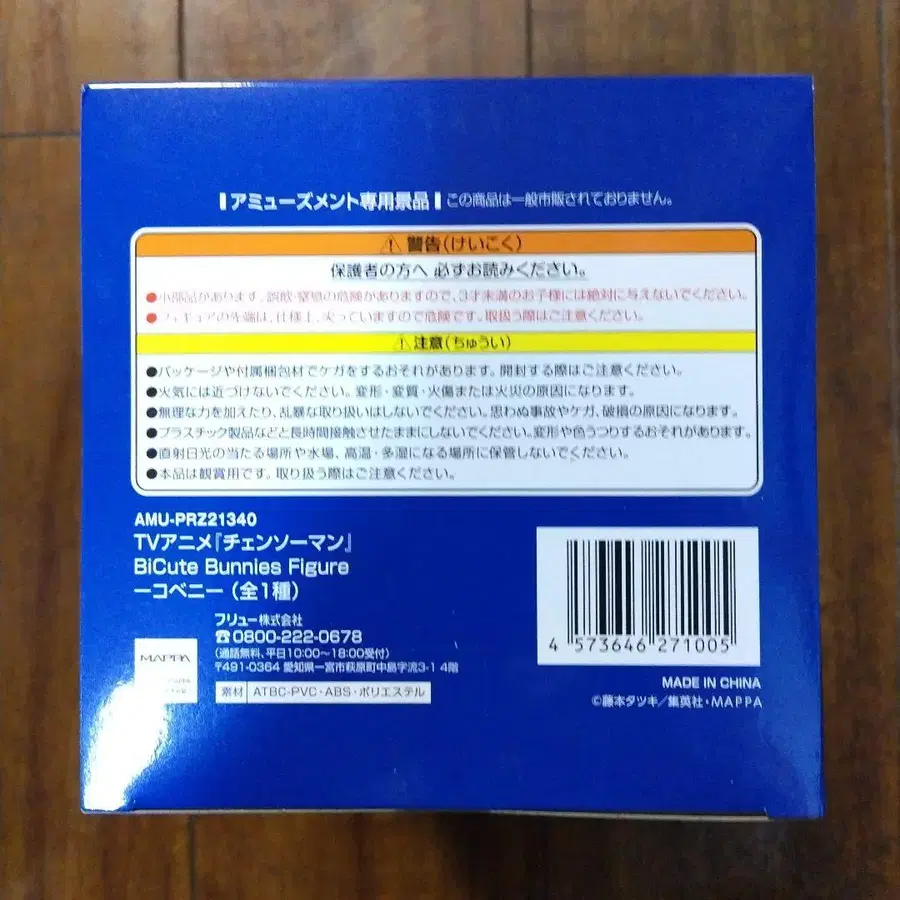 アミューズメント専用景品 この商品は一般市販されておりません。
⚠警告(けいこく)
保護者の方へ 必ずお読みください。
●小部品があります。誤飲・窒息の危険がありますので、3才未満のお子様には絶対に与えないでください。
●フィギュアの先端は、仕様上、尖っていますので危険です。取扱う際はご注意ください。
⚠注意(ちゅうい)
●パッケージや付属梱包材でケガをするおそれがあります。開封する際はご注意ください。
●火気には近づけないでください。変形・変質・火傷または火災の原因になります。
●無理な力を加えたり、乱暴な取り扱いはしないでください。思わぬ事故やケガ、破損の原因になります。
●プラスチック製品などと長時間接触させたままにしないでください。変形や色うつりするおそれがあります。
●直射日光の当たる場所や水場、高温・多湿になる場所に保管しないでください。
●本品は観賞用です。取り扱う際はご注意ください。
AMU-PRZ21340
TVアニメ『チェンソーマン』
BiCute Bunnies Figure
ーコベニー(全1種)
フリュー株式会社
☎0800-222-0678
(通話無料、平日10:00~18:00受付)
〒491-0364 愛知県一宮市萩原町中島字流3-1 4階
素材 ATBC-PVC・ABS・ポリエステル
MAPPA
4 573646 271005
MADE IN CHINA
©藤本タツキ/集英社・MAPPA